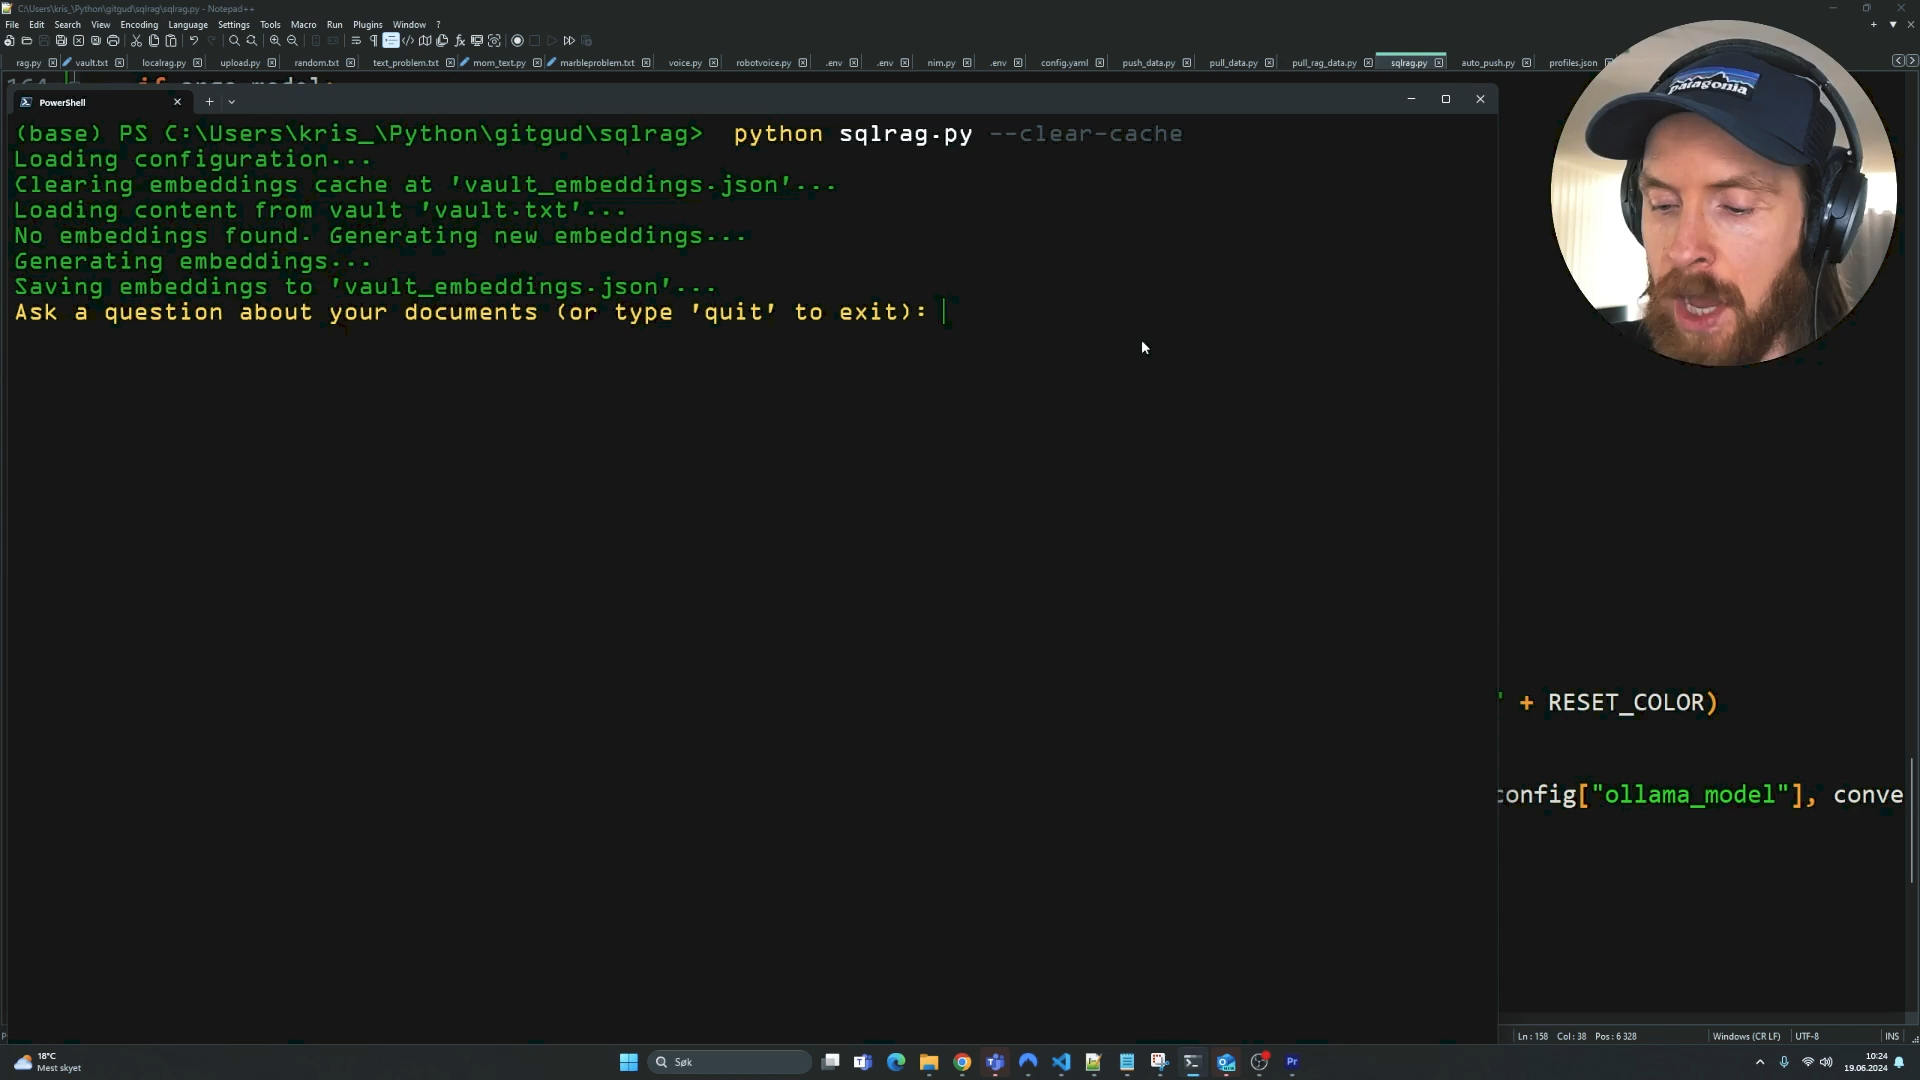 C:\Users\kris_\Python\gitgud\sqlrag\sqlrag.py - Notepad++
File Edit Search View Encoding Language Settings Tools Macro Run Plugins Window ?
rag.py vault.txt localrag.py upload.py random.txt text_problem.txt mom_text.py marbleproblem.txt voice.py robotvoice.py .env .env nim.py .env config.yaml push_data.py pull_data.py pull_rag_data.py sqlrag.py auto_push.py profiles.json
patagonia
PowerShell
(base) PS C:\Users\kris_\Python\gitgud\sqlrag> python sqlrag.py --clear-cache
Loading configuration...
Clearing embeddings cache at 'vault_embeddings.json'...
Loading content from vault 'vault.txt'...
No embeddings found. Generating new embeddings...
Generating embeddings...
Saving embeddings to 'vault_embeddings.json'...
Ask a question about your documents (or type 'quit' to exit):
' + RESET_COLOR)
config["ollama_model"], conve
Ln: 158 Col: 38 Pos: 6 328 Windows (CR LF) UTF-8 INS
18°C
Mest skyet
Søk
Pr
10:24
19.06.2024